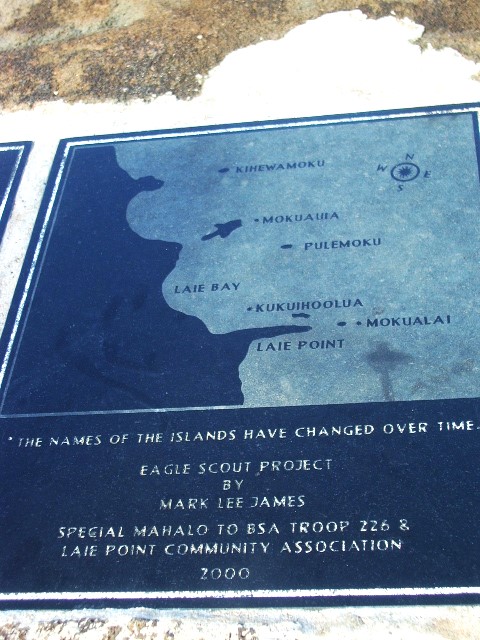 KIHEWAMOKU
N
W E
S
MOKUAUIA
PULEMOKU
LAIE BAY
KUKUIHOOLUA
MOKUALAI
LAIE POINT
*THE NAMES OF THE ISLANDS HAVE CHANGED OVER TIME.
EAGLE SCOUT PROJECT
BY
MARK LEE JAMES
SPECIAL MAHALO TO BSA TROOP 226 &
LAIE POINT COMMUNITY ASSOCIATION
2000